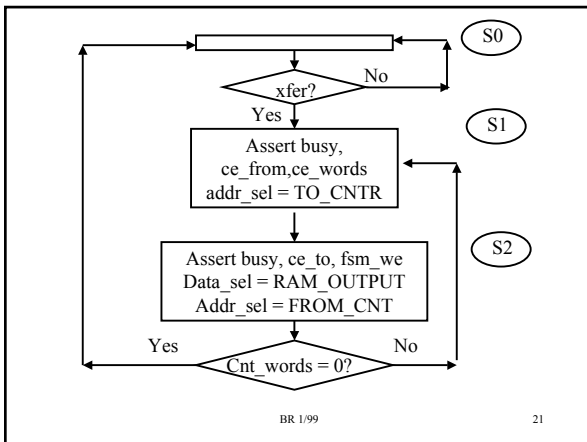 S0
No
xfer?
Yes
S1
Assert busy,
ce_from,ce_words
addr_sel = TO_CNTR
S2
Assert busy, ce_to, fsm_we
Data_sel = RAM_OUTPUT
Addr_sel = FROM_CNT
Yes
No
Cnt_words = 0?
BR 1/99
21